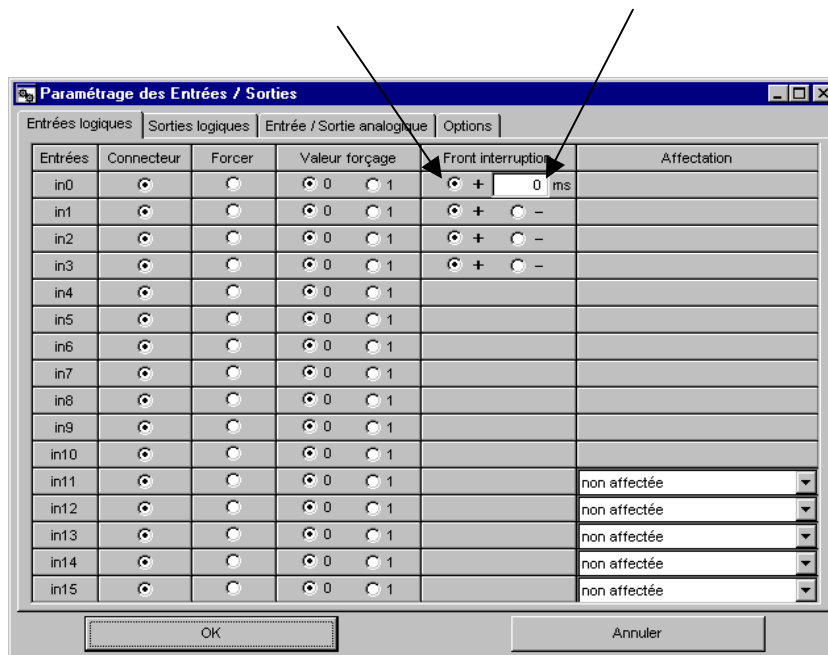 Paramétrage des Entrées / Sorties
Entrées logiques Sorties logiques Entrée / Sortie analogique Options
Entrées Connecteur Forcer Valeur forçage Front interruption Affectation
in0 0 1 + 0 ms
in1 0 1 + -
in2 0 1 + -
in3 0 1 + -
in4 0 1
in5 0 1
in6 0 1
in7 0 1
in8 0 1
in9 0 1
in10 0 1
in11 0 1 non affectée
in12 0 1 non affectée
in13 0 1 non affectée
in14 0 1 non affectée
in15 0 1 non affectée
OK Annuler